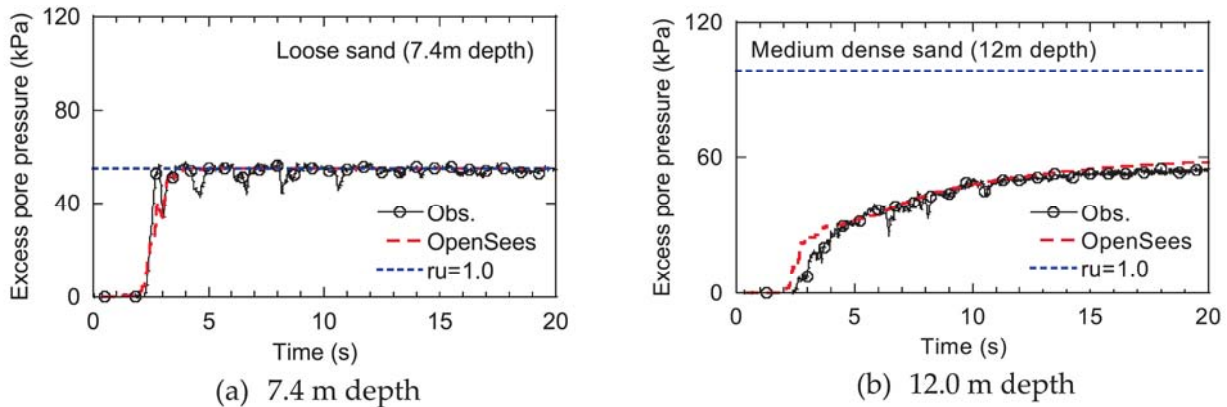 Excess pore pressure (kPa)
120
80
40
0
Loose sand (7.4m depth)
Obs.
OpenSees
ru=1.0
0 5 10 15 20
Time (s)
(a) 7.4 m depth
Excess pore pressure (kPa)
120
60
0
Medium dense sand (12m depth)
Obs.
OpenSees
ru=1.0
0 5 10 15 20
Time (s)
(b) 12.0 m depth